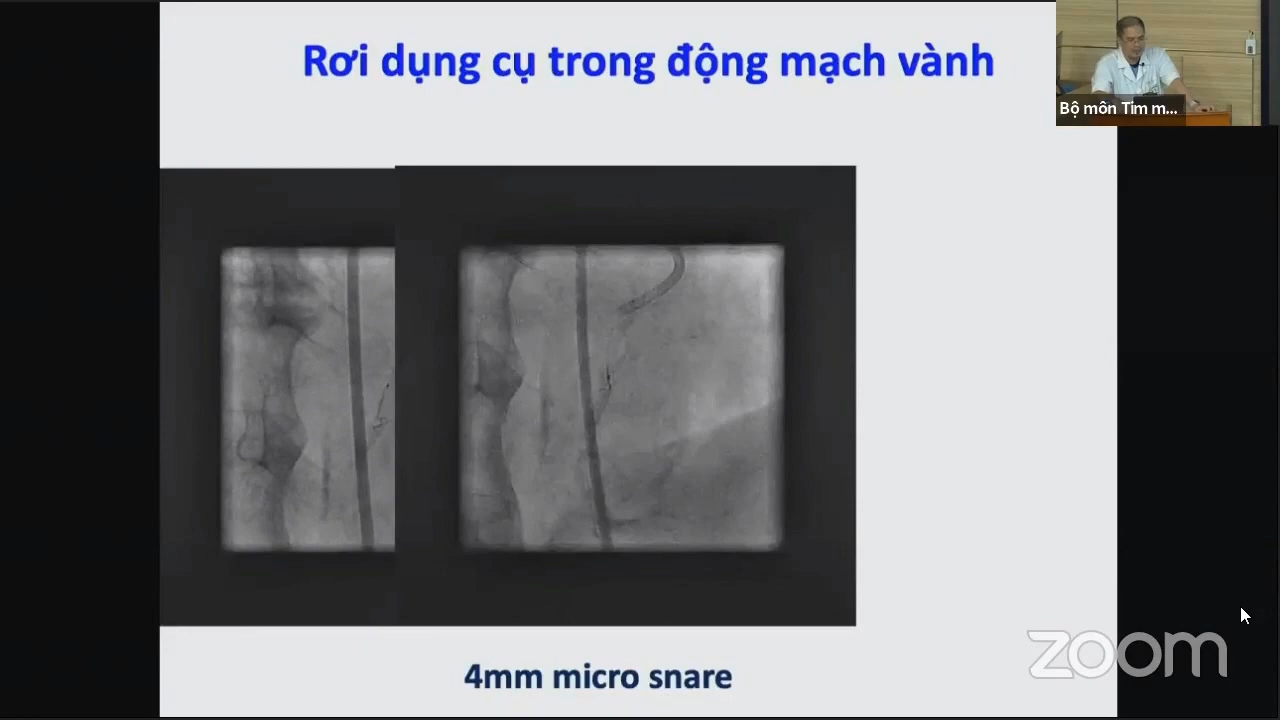 Rơi dụng cụ trong động mạch vành
Bộ môn Tim m...
4mm micro snare
zoom